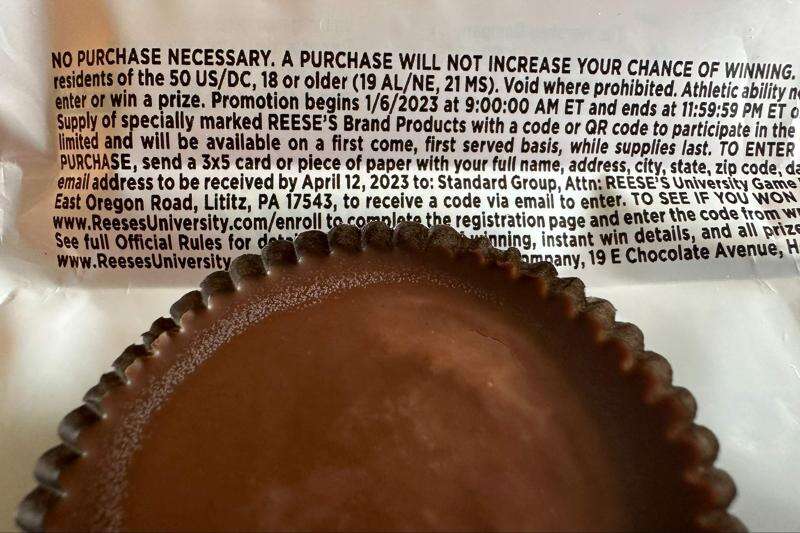 NO PURCHASE NECESSARY. A PURCHASE WILL NOT INCREASE YOUR CHANCE OF WINNING.
residents of the 50 US/DC, 18 or older (19 AL/NE, 21 MS). Void where prohibited. Athletic ability
enter or win a prize. Promotion begins 1/6/2023 at 9:00:00 AM ET and ends at 11:59:59 PM ET
Supply of specially marked REESE'S Brand Products with a code or QR code to participate in the
limited and will be available on a first come, first served basis, while supplies last. TO ENTER
PURCHASE, send a 3x5 card or piece of paper with your full name, address, city, state, zip code,
email address to be received by April 12, 2023 to: Standard Group, Attn: REESE'S University Game
East Oregon Road, Lititz, PA 17543, to receive a code via email to enter. TO SEE IF YOU WON
www.ReesesUniversity.com/enroll to complete the registration page and enter the code from
See full Official Rules for winning, instant win details, and all
www.ReesesUniversity 19 E Chocolate Avenue,